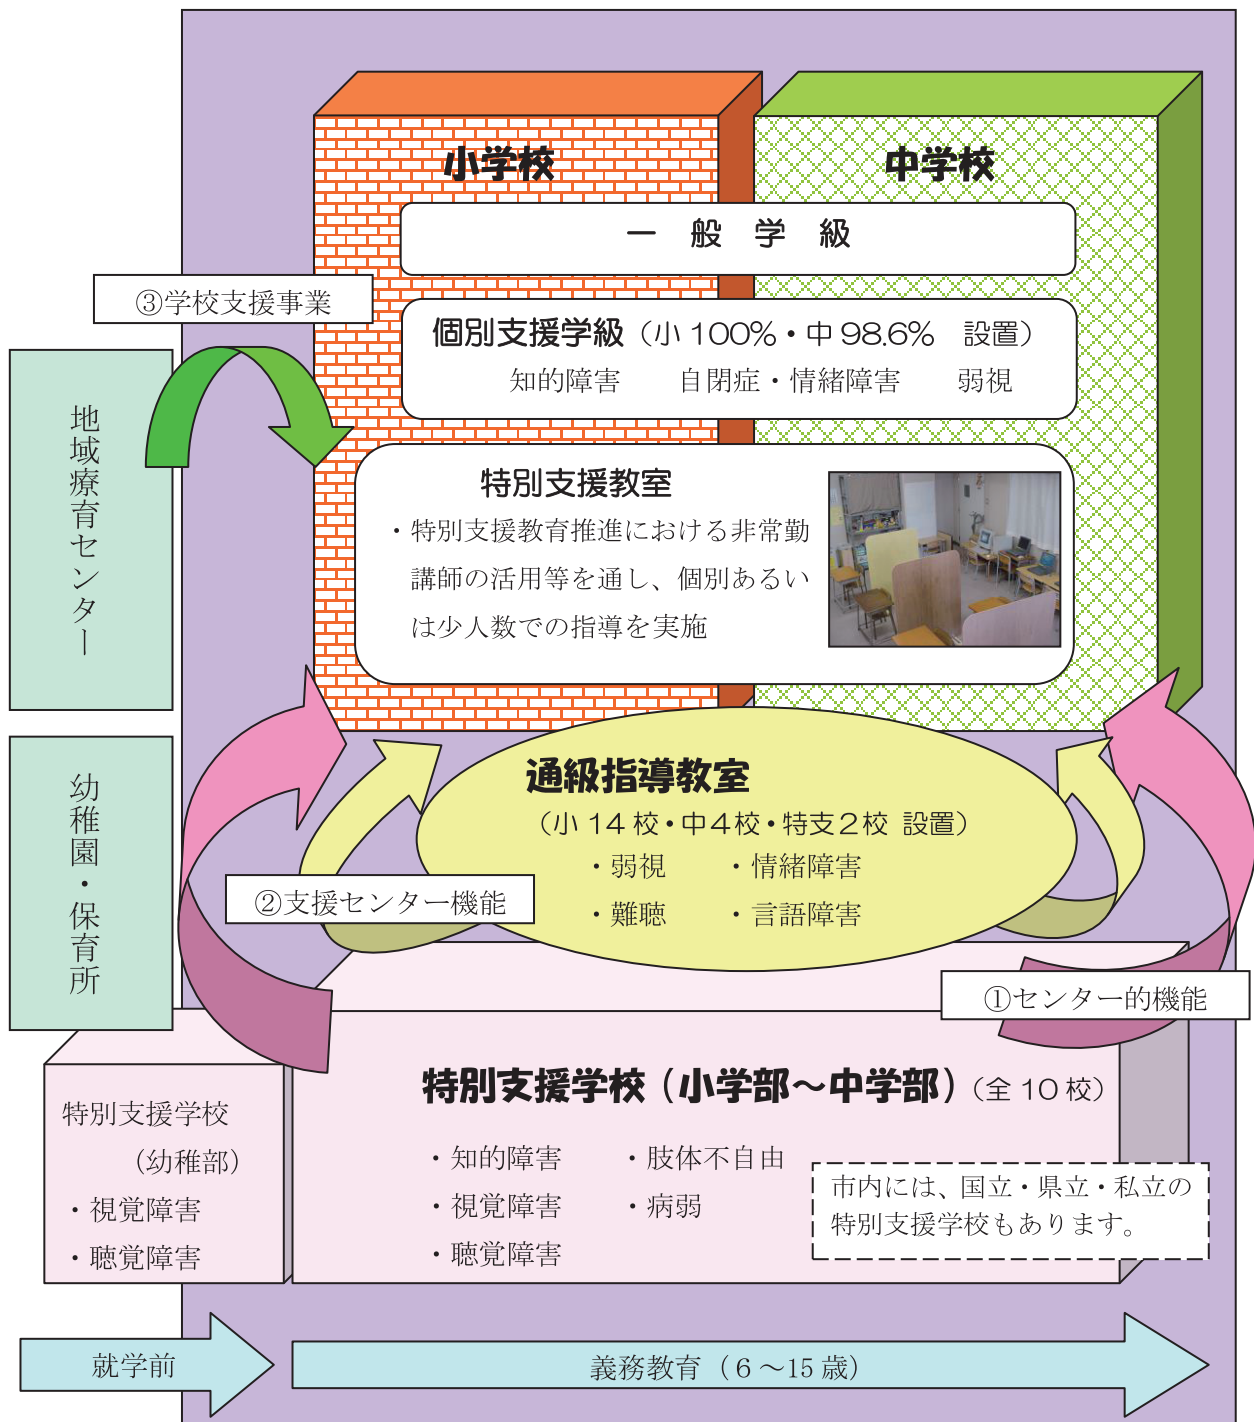 小学校
中学校
一 般 学 級
③学校支援事業
個別支援学級（小 100%・中 98.6%　設置）
知的障害　　自閉症・情緒障害　　弱視
地域療育センター
特別支援教室
・特別支援教育推進における非常勤
講師の活用等を通し、個別あるい
は少人数での指導を実施
幼稚園・保育所
通級指導教室
（小 14 校・中４校・特支２校 設置）
・弱視　　・情緒障害
・難聴　　・言語障害
②支援センター機能
①センター的機能
特別支援学校
（幼稚部）
・視覚障害
・聴覚障害
特別支援学校（小学部～中学部）（全 10 校）
・知的障害　　・肢体不自由
・視覚障害　　・病弱
・聴覚障害
市内には、国立・県立・私立の
特別支援学校もあります。
就学前
義務教育（６～15 歳）